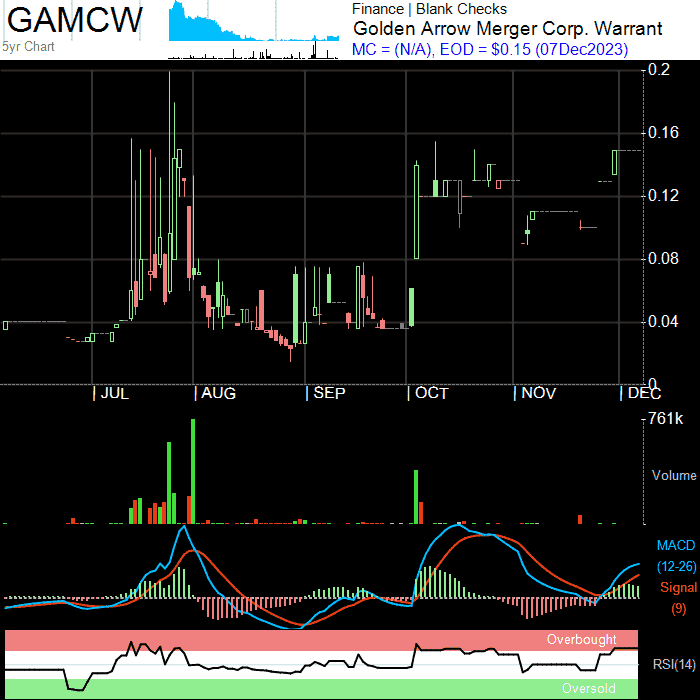 GAMCW
5yr Chart
Finance | Blank Checks
Golden Arrow Merger Corp. Warrant
MC = (N/A), EOD = $0.15 (07Dec2023)
0.2
0.16
0.12
0.08
0.04
0
JUL AUG SEP OCT NOV DEC
761k
Volume
MACD
(12-26)
Signal
(9)
Overbought
RSI(14)
Oversold